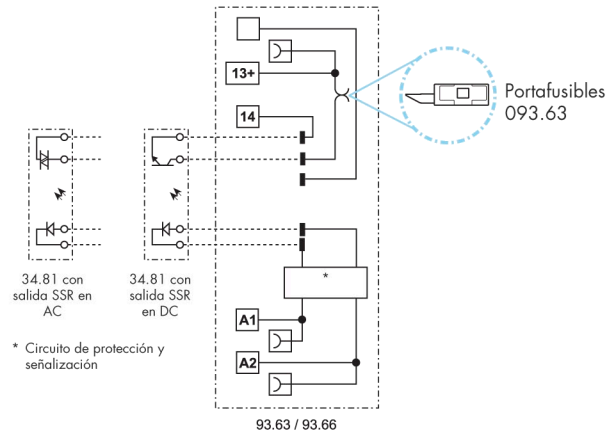 13+
14
Portafusibles
093.63
34.81 con
salida SSR en
AC
34.81 con
salida SSR
en DC
*
A1
A2
* Circuito de protección y
señalización
93.63 / 93.66